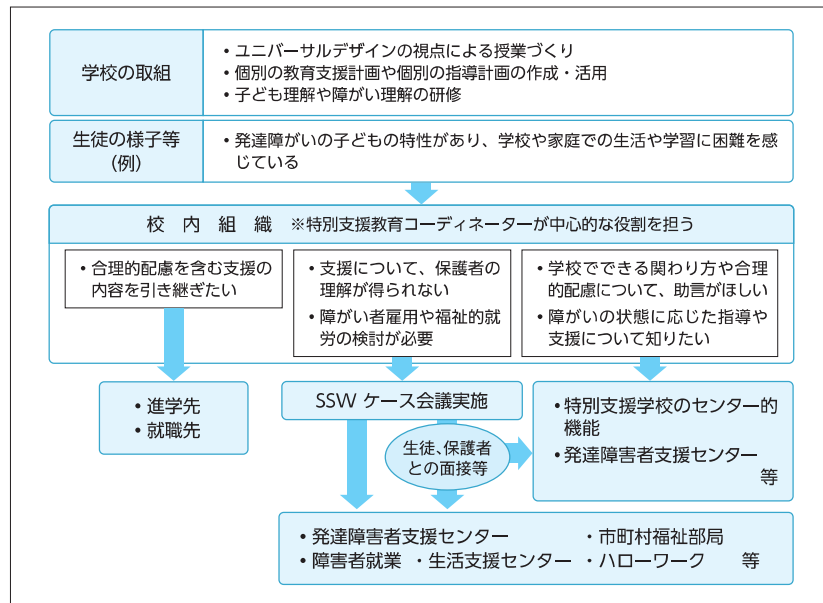 学校の取組
・ユニバーサルデザインの視点による授業づくり
・個別の教育支援計画や個別の指導計画の作成・活用
・子ども理解や障がい理解の研修
生徒の様子等
(例)
・発達障がいの子どもの特性があり、学校や家庭での生活や学習に困難を感
じている
校内組織 ※特別支援教育コーディネーターが中心的な役割を担う
・合理的配慮を含む支援の
内容を引き継ぎたい
・支援について、保護者の
理解が得られない
・障がい者雇用や福祉的就
労の検討が必要
・学校でできる関わり方や合理
的配慮について、助言がほしい
・障がいの状態に応じた指導や
支援について知りたい
・進学先
・就職先
SSW ケース会議実施
生徒、保護者
との面接等
・特別支援学校のセンター的
機能
・発達障害者支援センター
等
・発達障害者支援センター ・市町村福祉部局
・障害者就業 ・生活支援センター ・ハローワーク 等